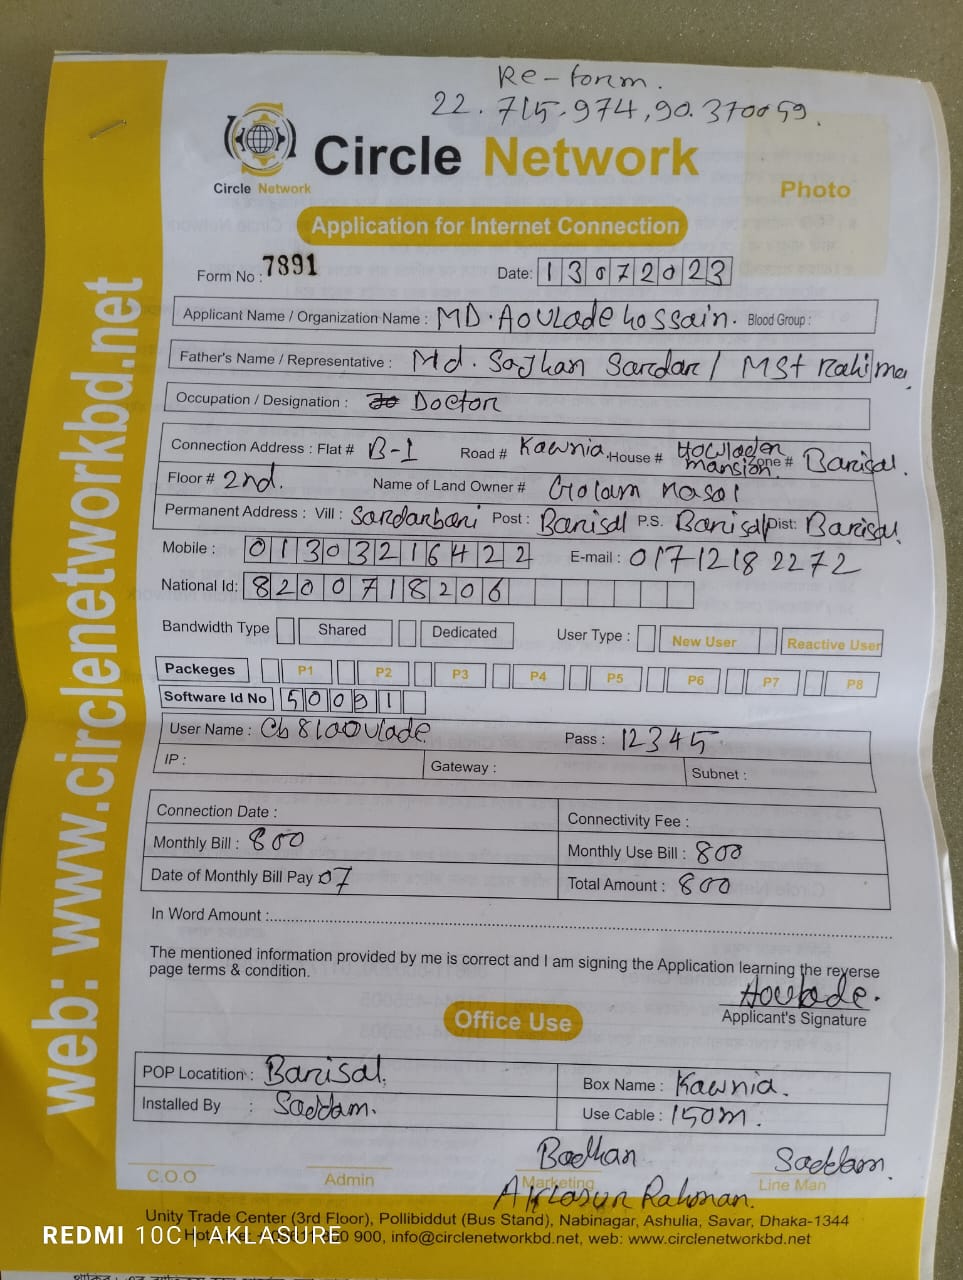 Re-form.
22.715.974,90.370059.
Circle Network
Circle Network
Photo
Application for Internet Connection
Form No : 7891 Date: 13072023
Applicant Name / Organization Name : MD. Aoulade hossain. Blood Group :
Father's Name / Representative : Md. Sajhan Sardar / MSt Rahima
Occupation / Designation : Doctor
Connection Address : Flat # B-1 Road # Kawnia. House # Howlader mansion. Zone # Barisal.
Floor # 2nd. Name of Land Owner # Golam rasol
Permanent Address : Vill : Sardarbari Post : Barisal P.S. Barisal Dist: Barisal
Mobile : 01303216422 E-mail : 01712182272
National Id: 8200718206
Bandwidth Type Shared Dedicated User Type : New User Reactive User
Packeges P1 P2 P3 P4 P5 P6 P7 P8
Software Id No 50091
User Name : Cb810Oulade Pass : 12345
IP : Gateway : Subnet :
Connection Date : Connectivity Fee :
Monthly Bill : 800 Monthly Use Bill : 800
Date of Monthly Bill Pay 07 Total Amount : 800
In Word Amount :
The mentioned information provided by me is correct and I am signing the Application learning the reverse
page terms & condition.
Aoulade.
Applicant's Signature
Office Use
POP Locatition : Barisal. Box Name : Kawnia.
Installed By : Saddam. Use Cable : 150m.
Badhan Saddam
C.O.O Admin Marketing Line Man
Aklasur Rahman.
Unity Trade Center (3rd Floor), Pollibiddut (Bus Stand), Nabinagar, Ashulia, Savar, Dhaka-1344
900, info@circlenetworkbd.net, web: www.circlenetworkbd.net
REDMI 10C | AKLASURE
web: www.circlenetworkbd.net